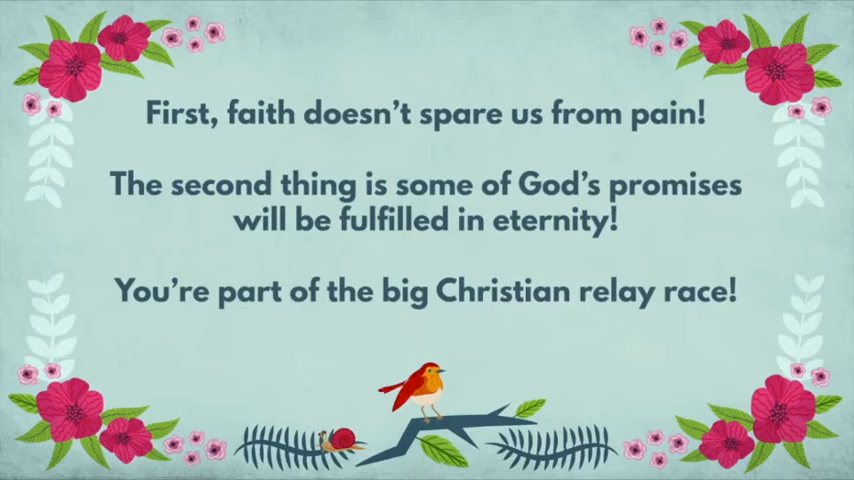 First, faith doesn’t spare us from pain!
The second thing is some of God’s promises
will be fulfilled in eternity!
You’re part of the big Christian relay race!